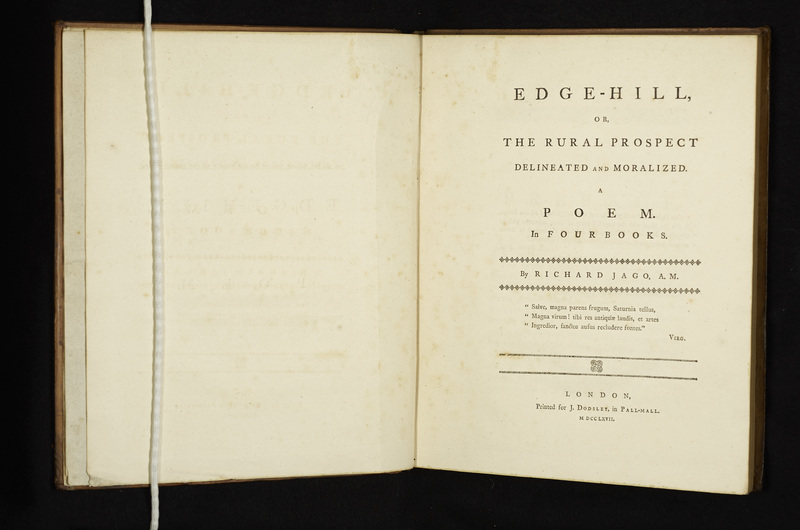 EDGE-HILL,
OR,
THE RURAL PROSPECT
DELINEATED AND MORALIZED.
A
POEM.
In FOUR BOOKS.
By RICHARD JAGO, A.M.
“ Salve, magna parens frugum, Saturnia tellus,
“ Magna virum! tibi res antiquæ laudis, et artes
“ Ingredior, sanctos ausus recludere fontes.”
VIRG.
LONDON,
Printed for J. DODSLEY, in PALL-MALL.
MDCCLXVII.